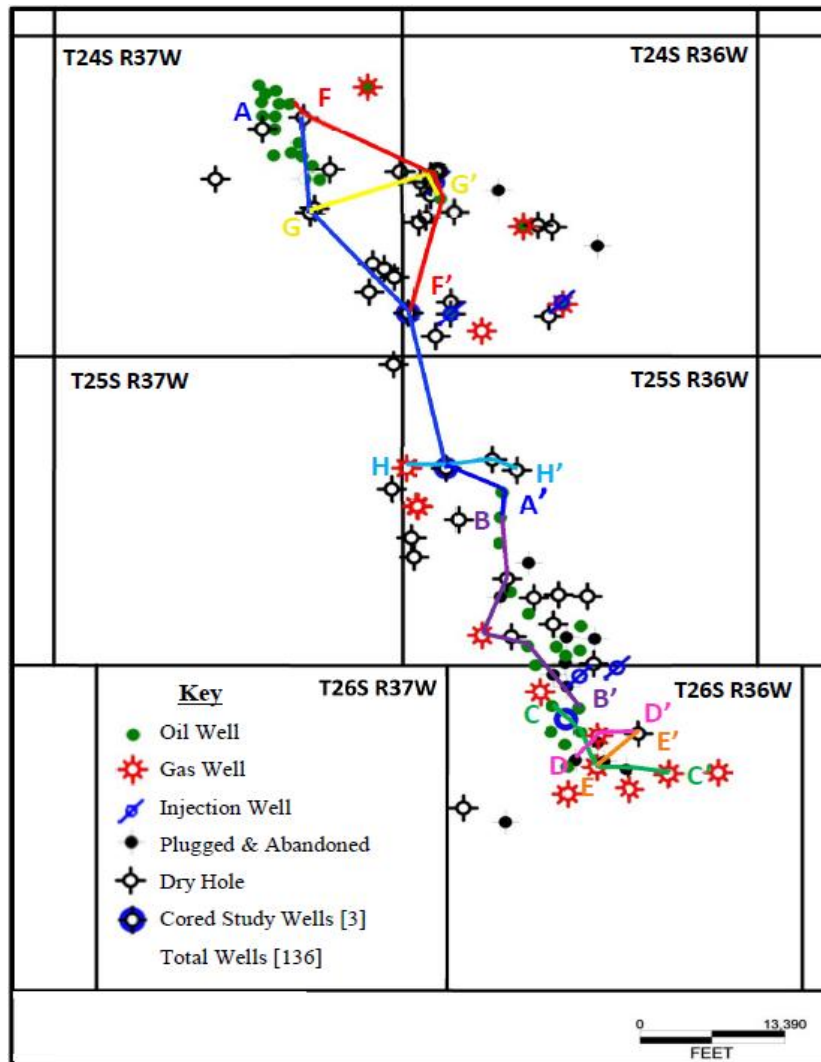 T24S R37W
T24S R36W
F
A
G'
G
F'
T25S R37W
T25S R36W
H
H'
A'
B
T26S R37W
T26S R36W
Key
B'
D'
C
E'
D
C'
E
Oil Well
Gas Well
Injection Well
Plugged & Abandoned
Dry Hole
Cored Study Wells [3]
Total Wells [136]
0 13,390
FEET